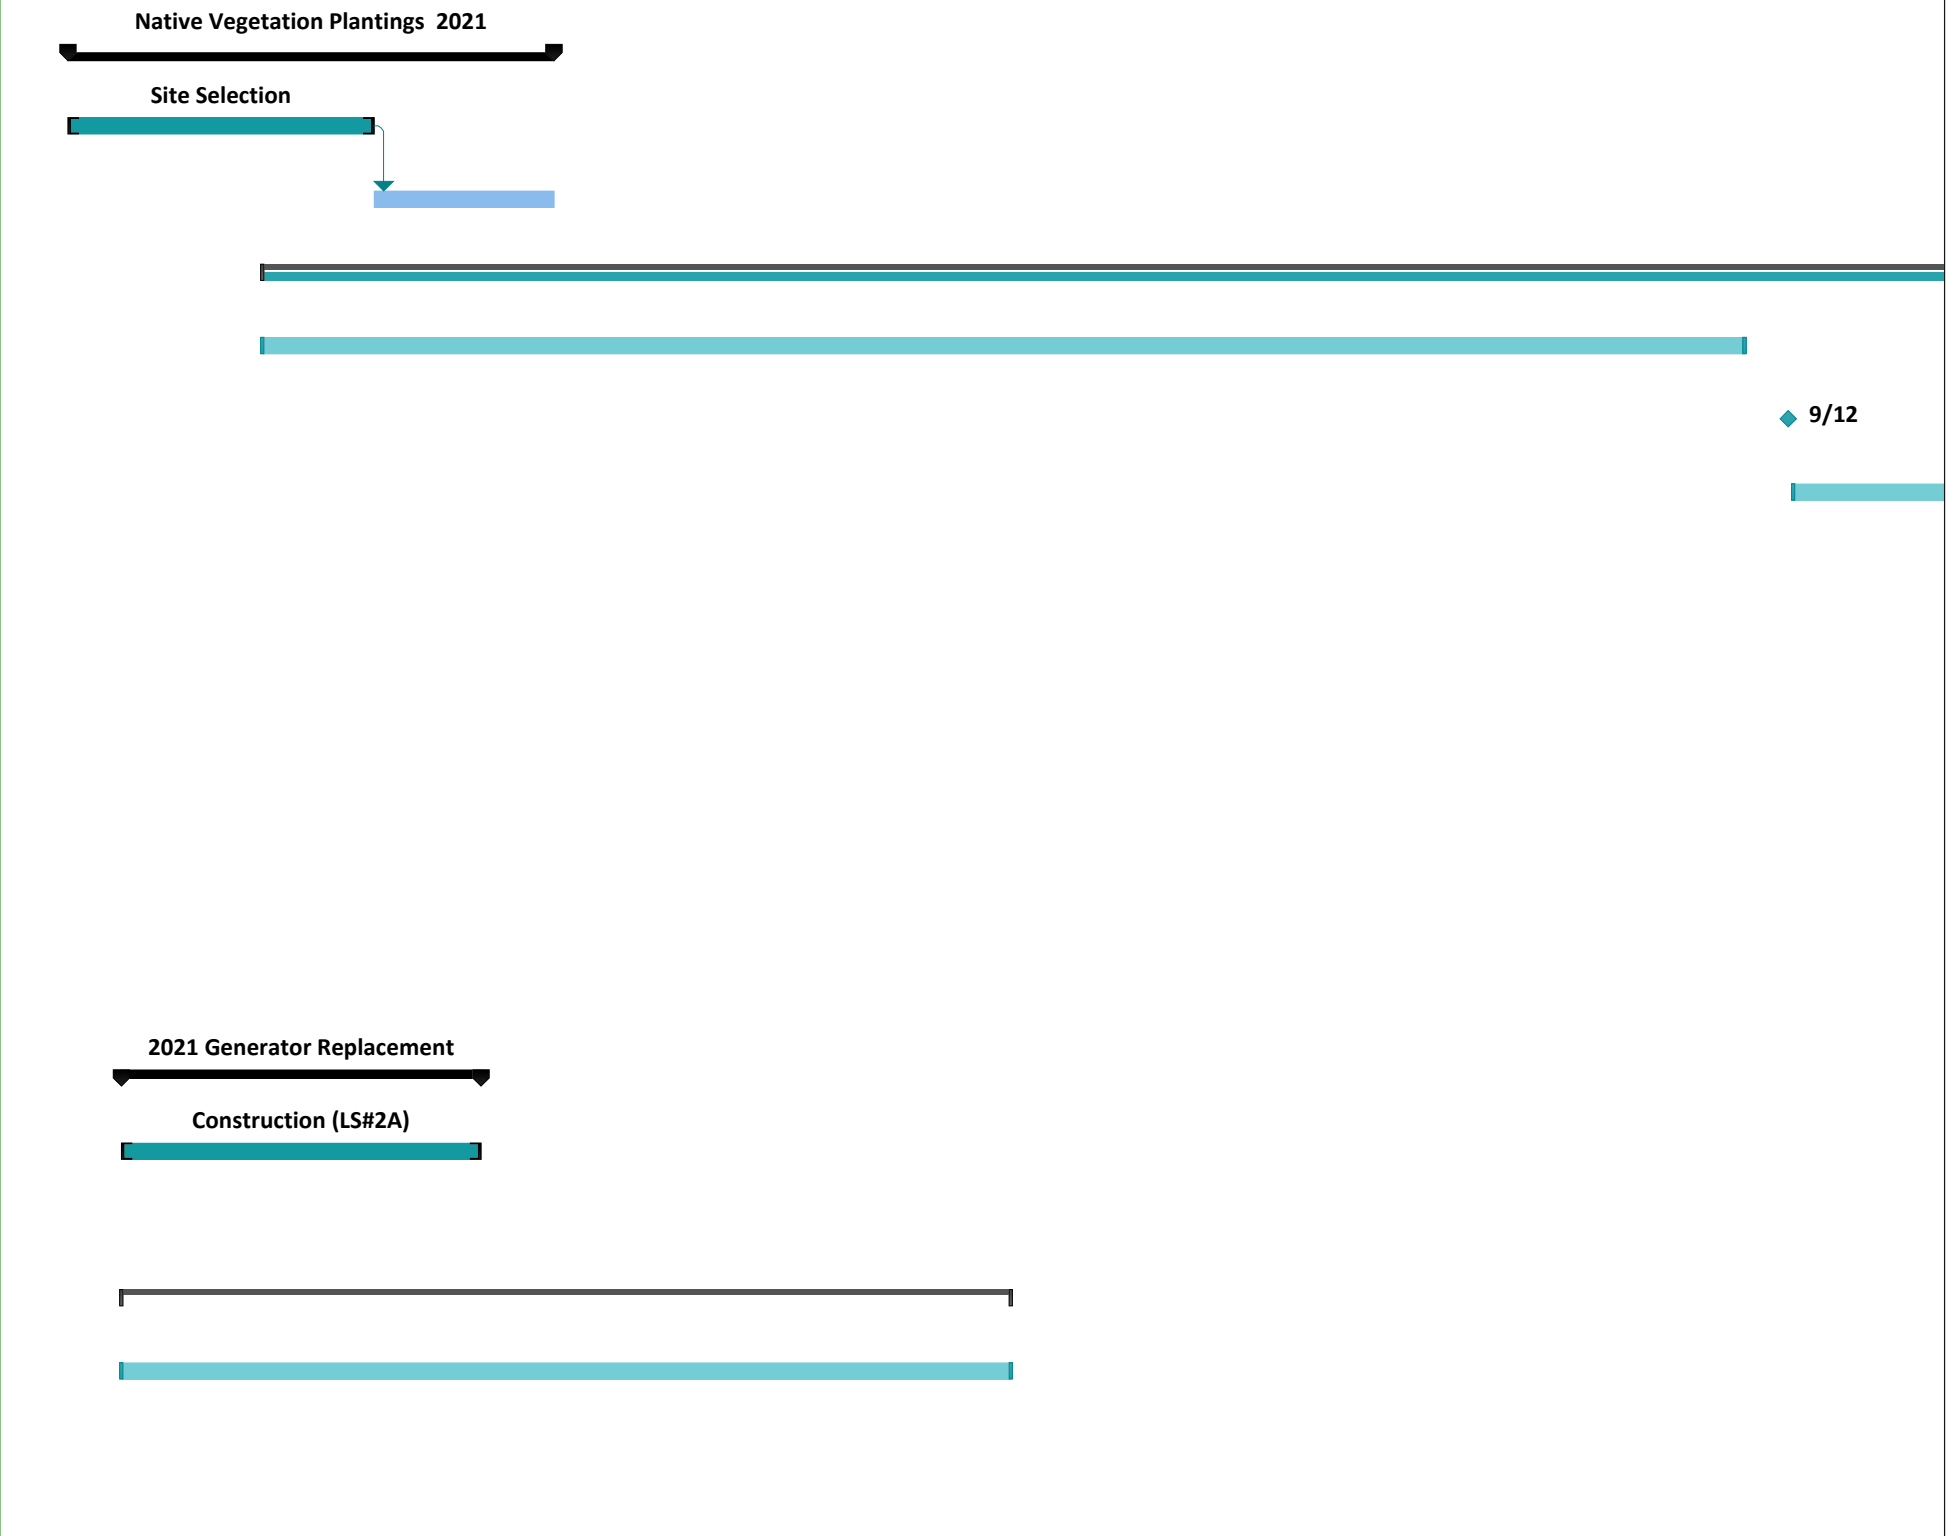 Native Vegetation Plantings  2021
Site Selection
9/12
2021 Generator Replacement
Construction (LS#2A)